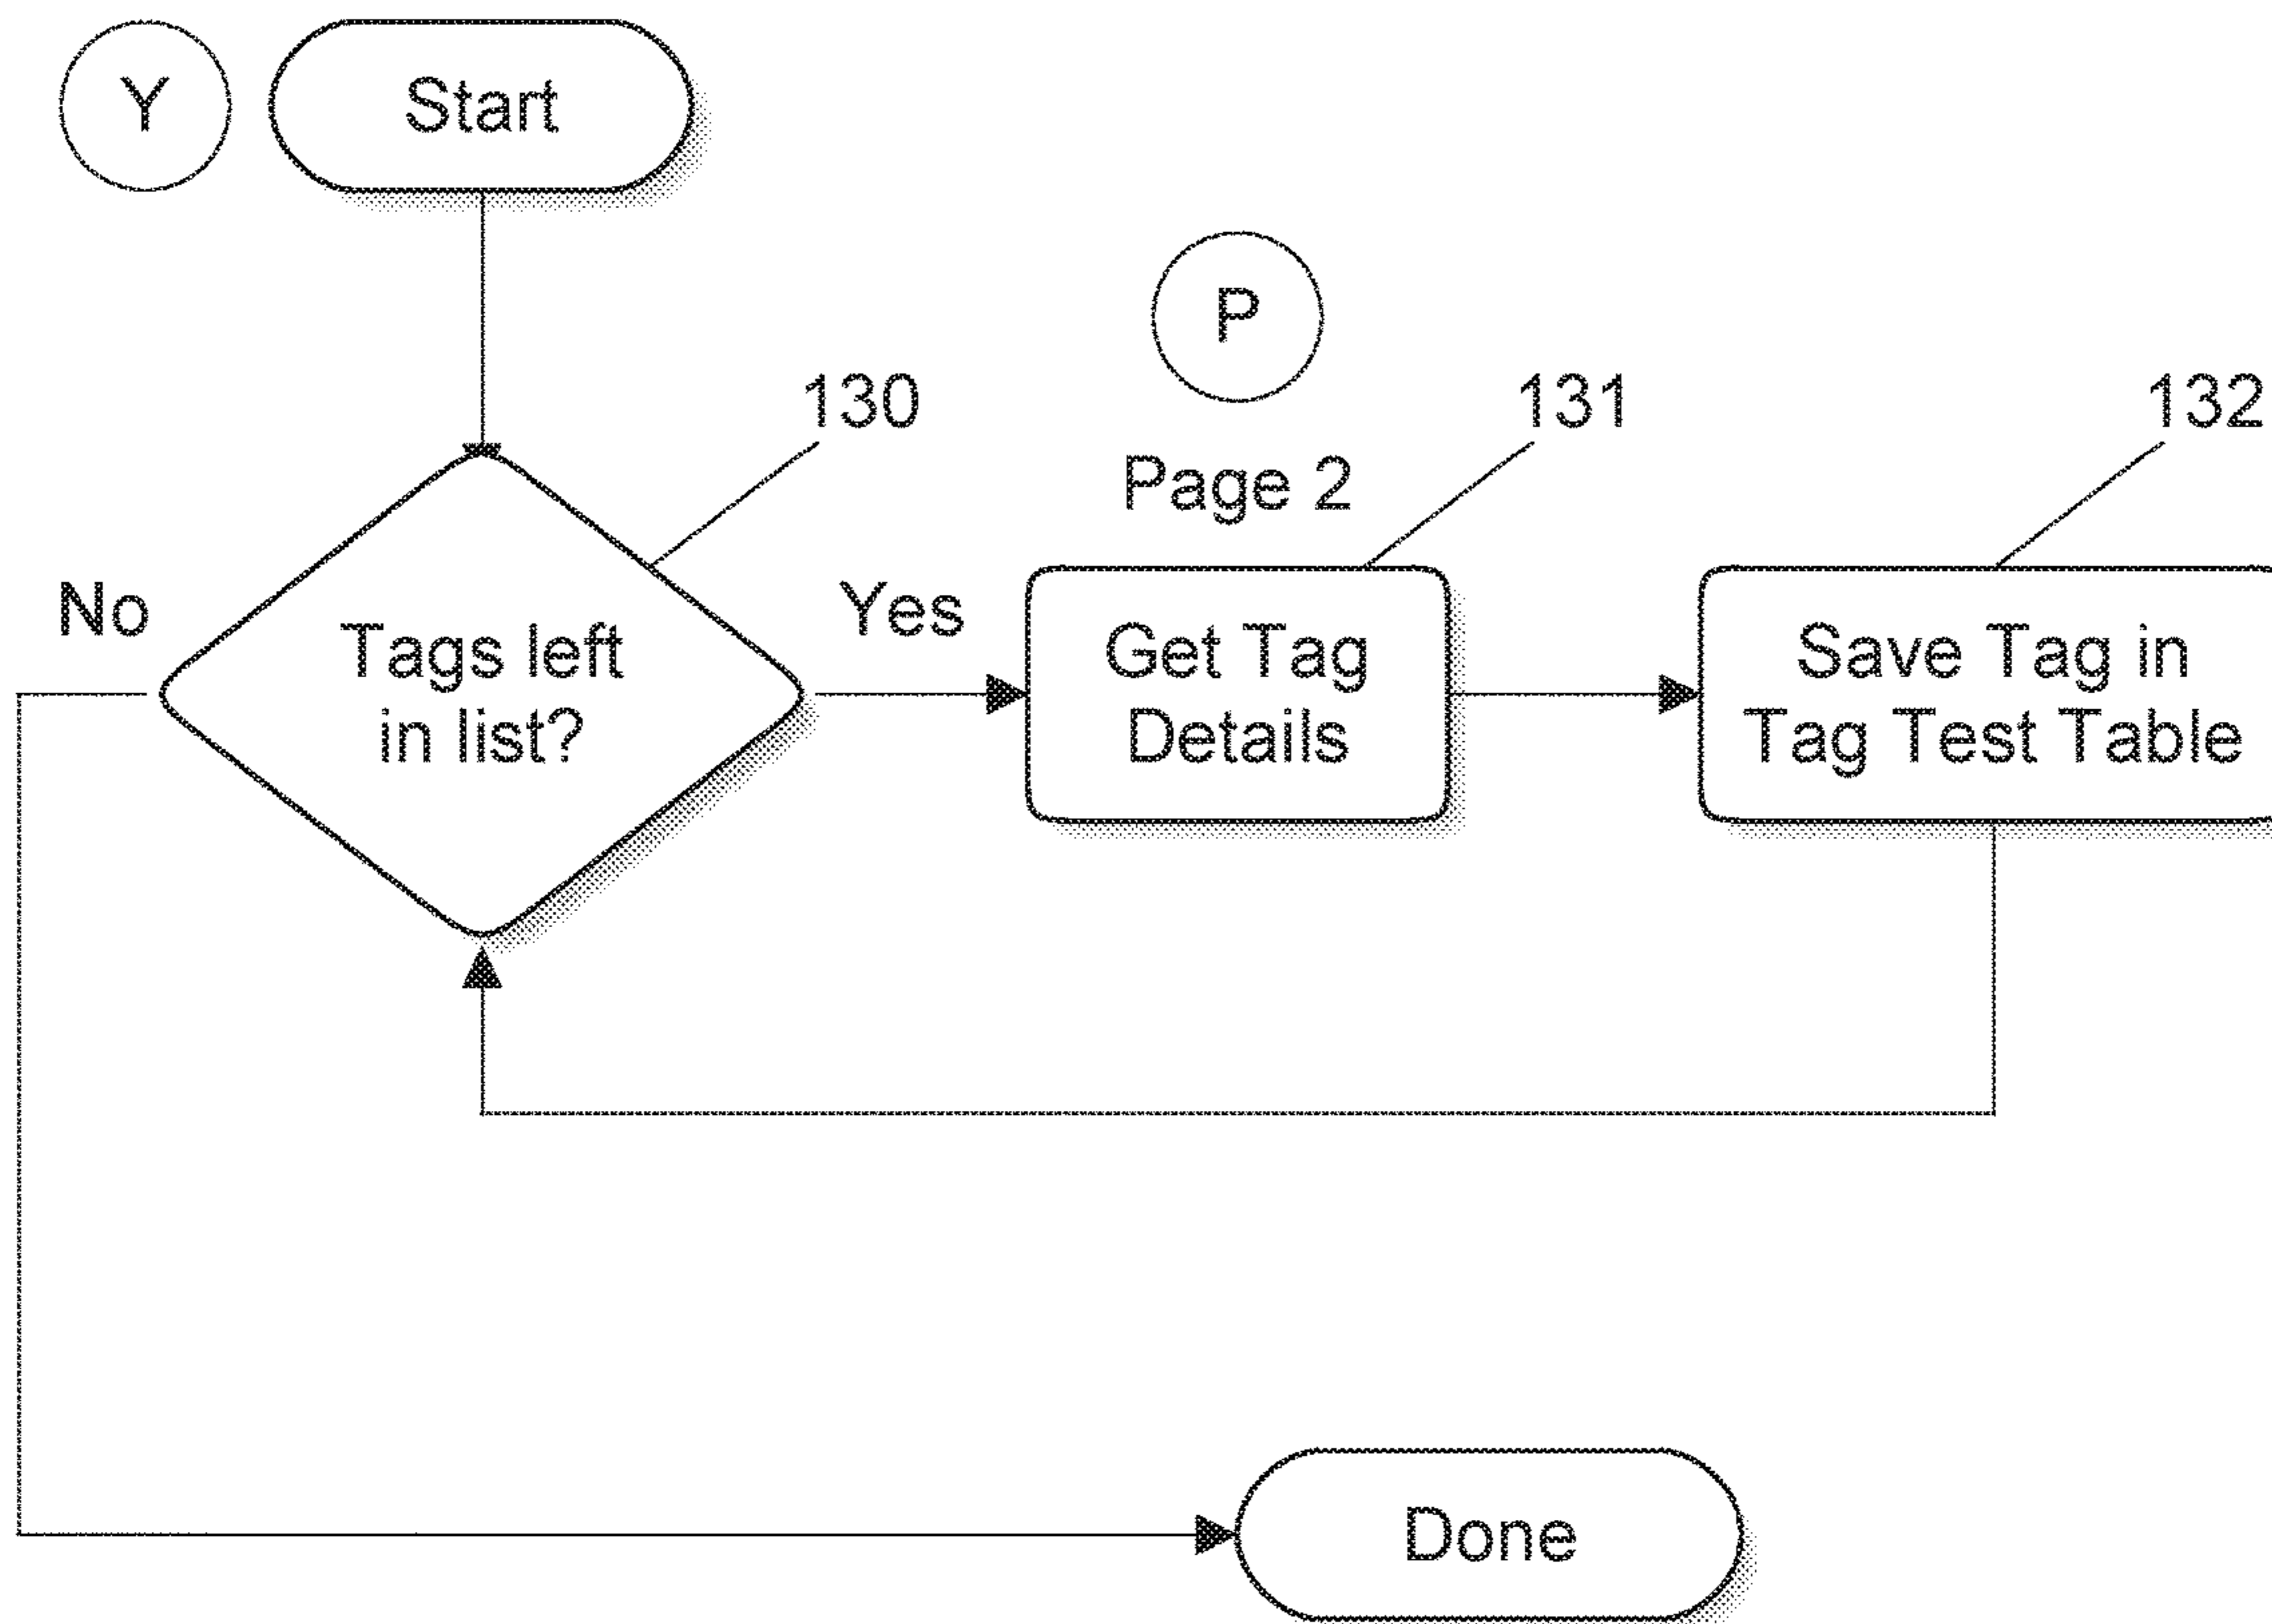 Y
Start
P
130
131
132
Page 2
No
Yes
Tags left
in list?
Get Tag
Details
Save Tag in
Tag Test Table
Done